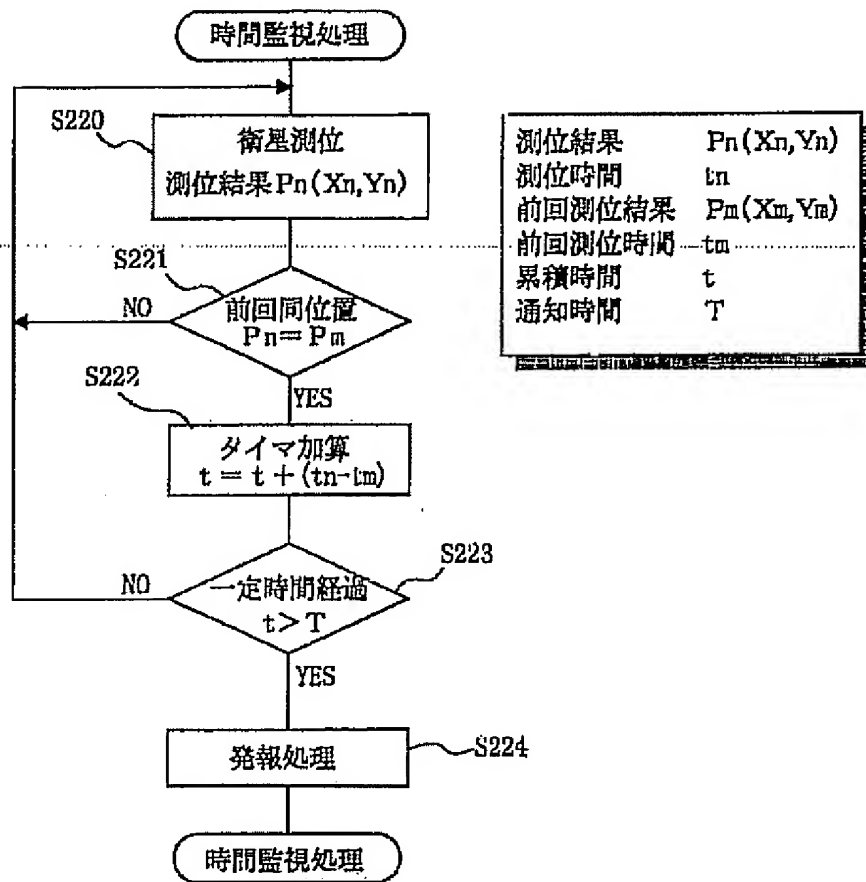 時間監視処理
S220
衛星測位
測位結果Pn(Xn,Yn)
測位結果 Pn(Xn,Yn)
測位時間 tn
前回測位結果 Pm(Xm,Ym)
前回測位時間 tm
累積時間 t
通知時間 T
S221
NO
前回同位置
Pn=Pm
S222
YES
タイマ加算
t=t+(tn-tm)
S223
NO
一定時間経過
t>T
YES
発報処理
S224
時間監視処理